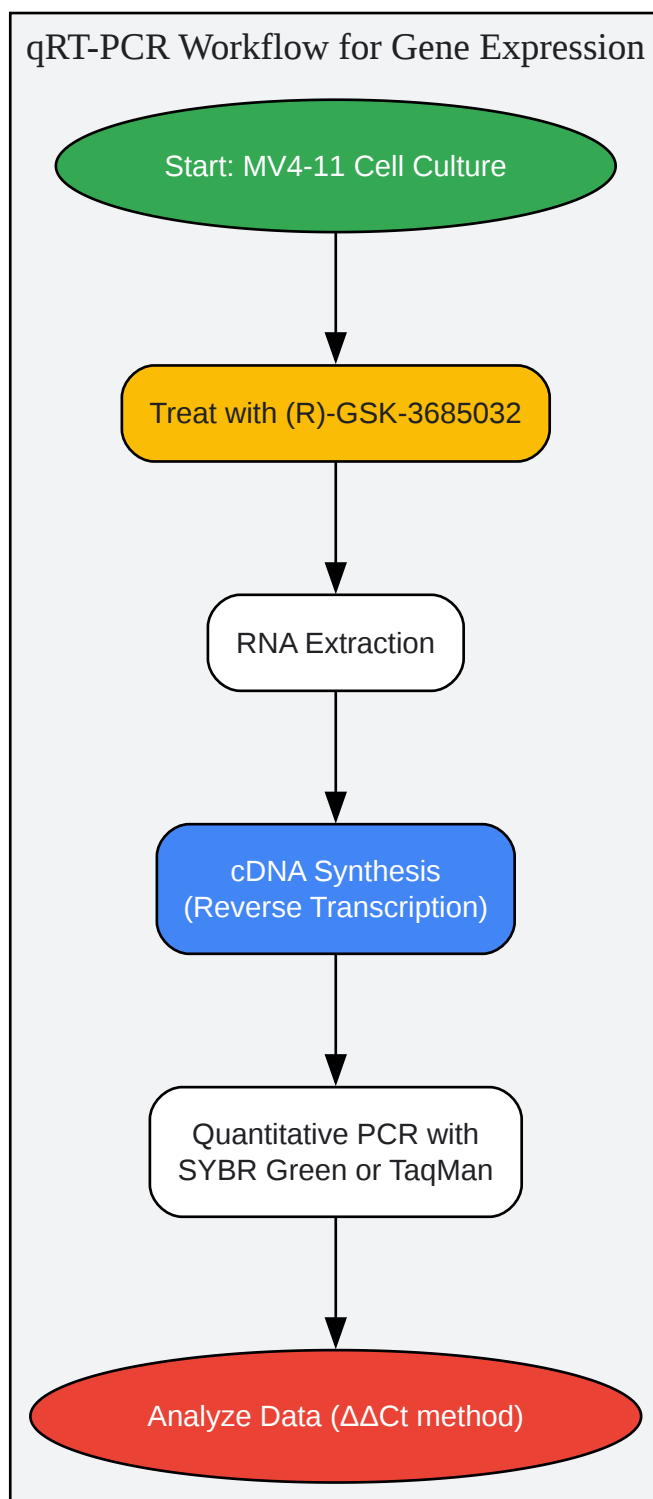 qRT-PCR Workflow for Gene Expression
Start: MV4-11 Cell Culture
Treat with (R)-GSK-3685032
RNA Extraction
cDNA Synthesis
(Reverse Transcription)
Quantitative PCR with
SYBR Green or TaqMan
Analyze Data (ΔΔCt method)